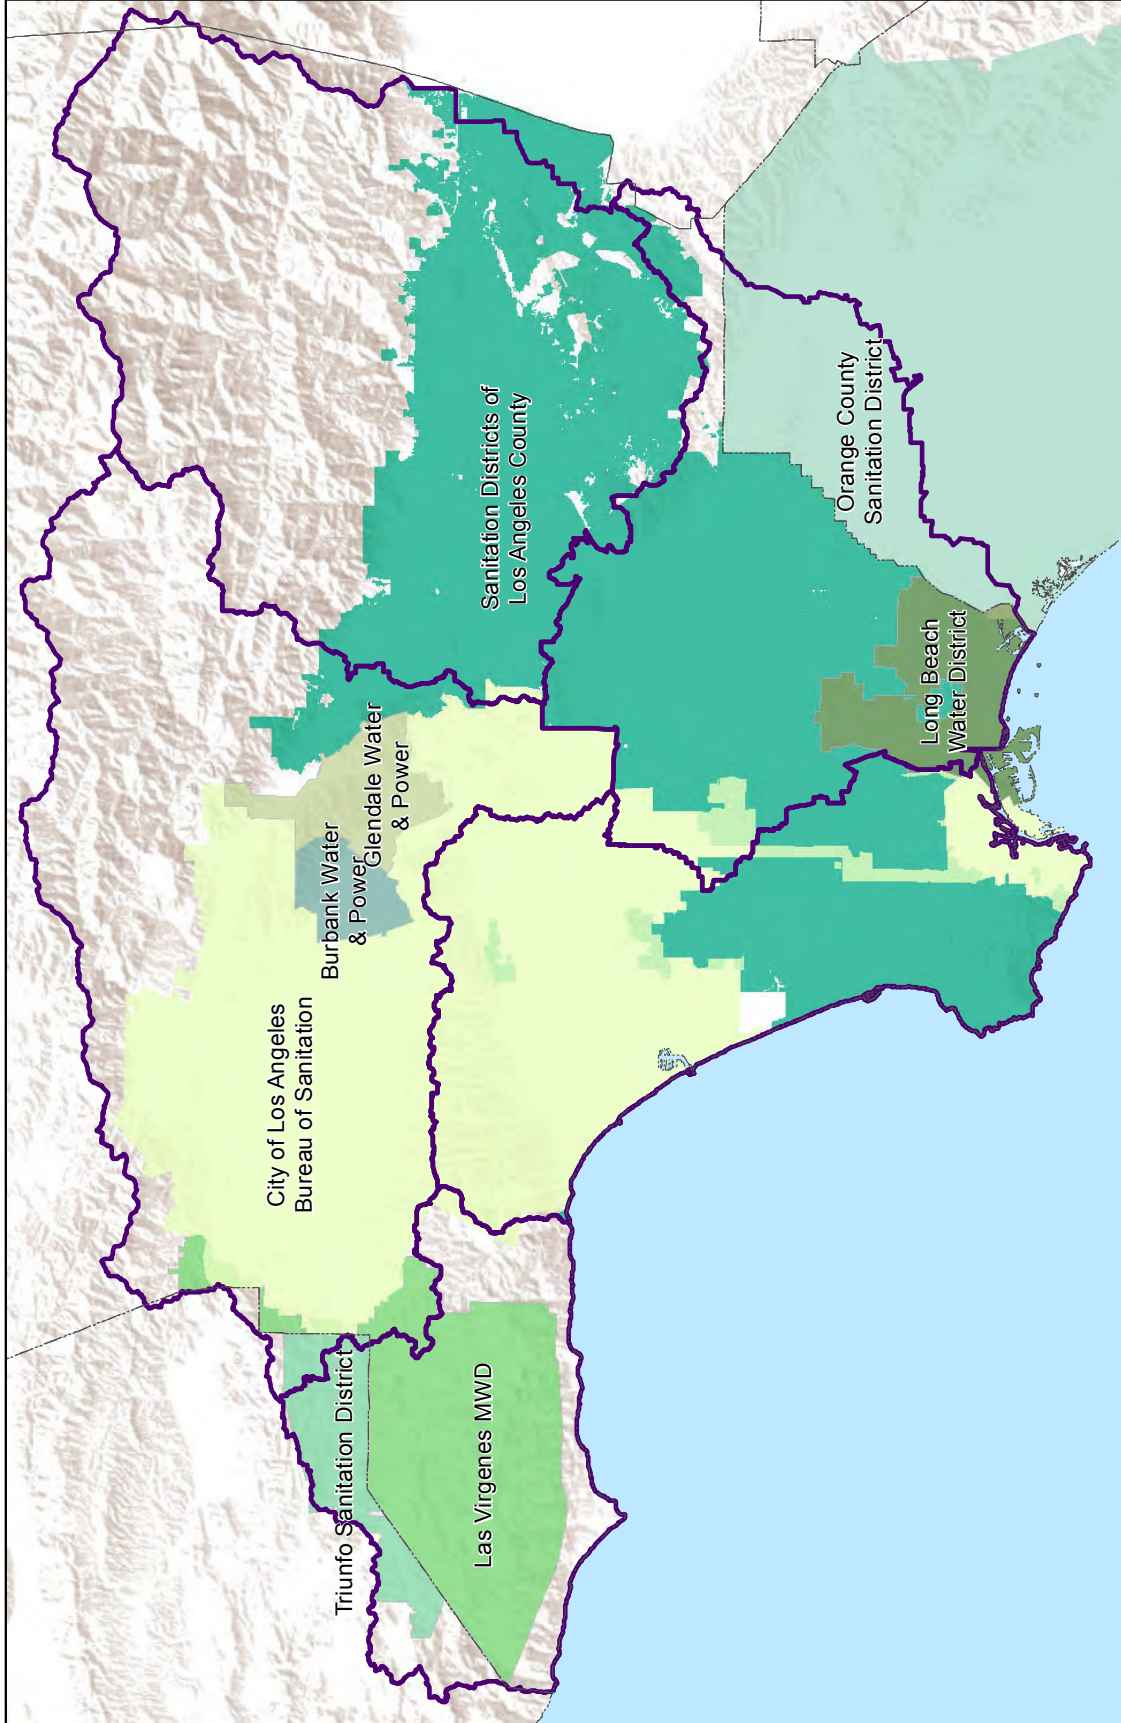 Triunfo Sanitation District
Las Virgenes MWD
City of Los Angeles
Bureau of Sanitation
Burbank Water
& Power
Glendale Water
& Power
Sanitation Districts of
Los Angeles County
Long Beach
Water District
Orange County
Sanitation District